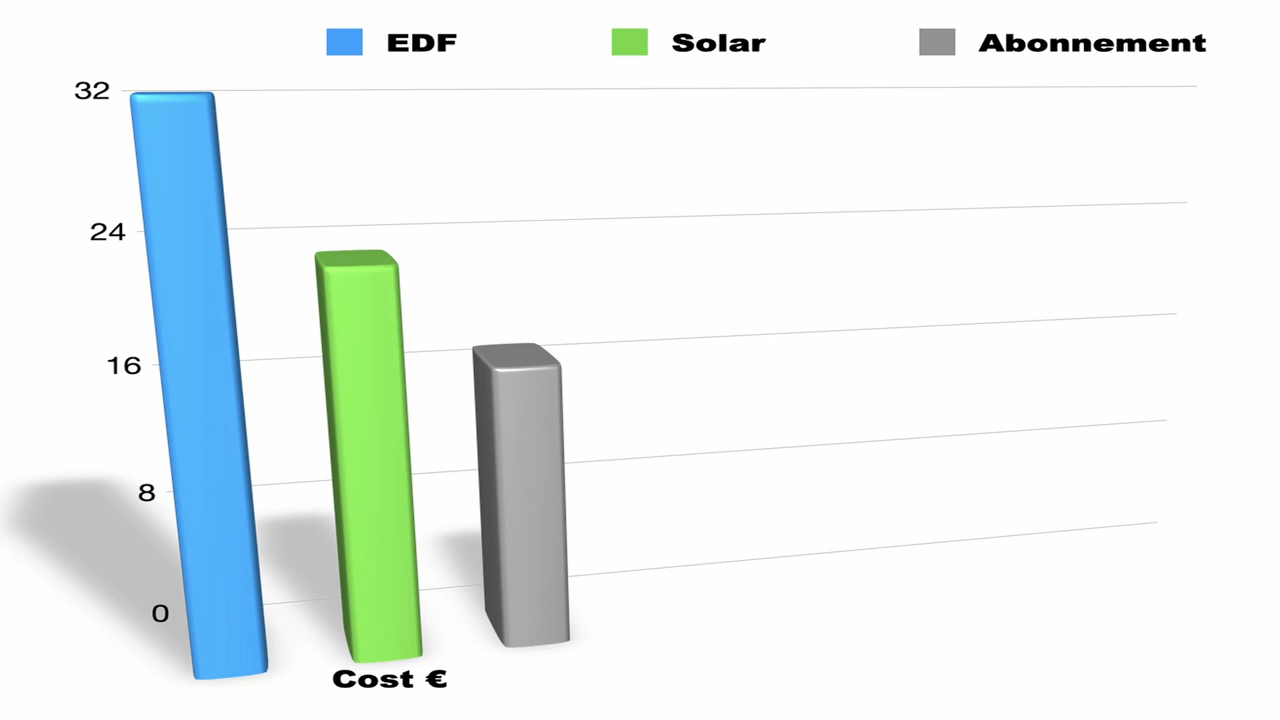 EDF Solar Abonnement
32
24
16
8
0
Cost €